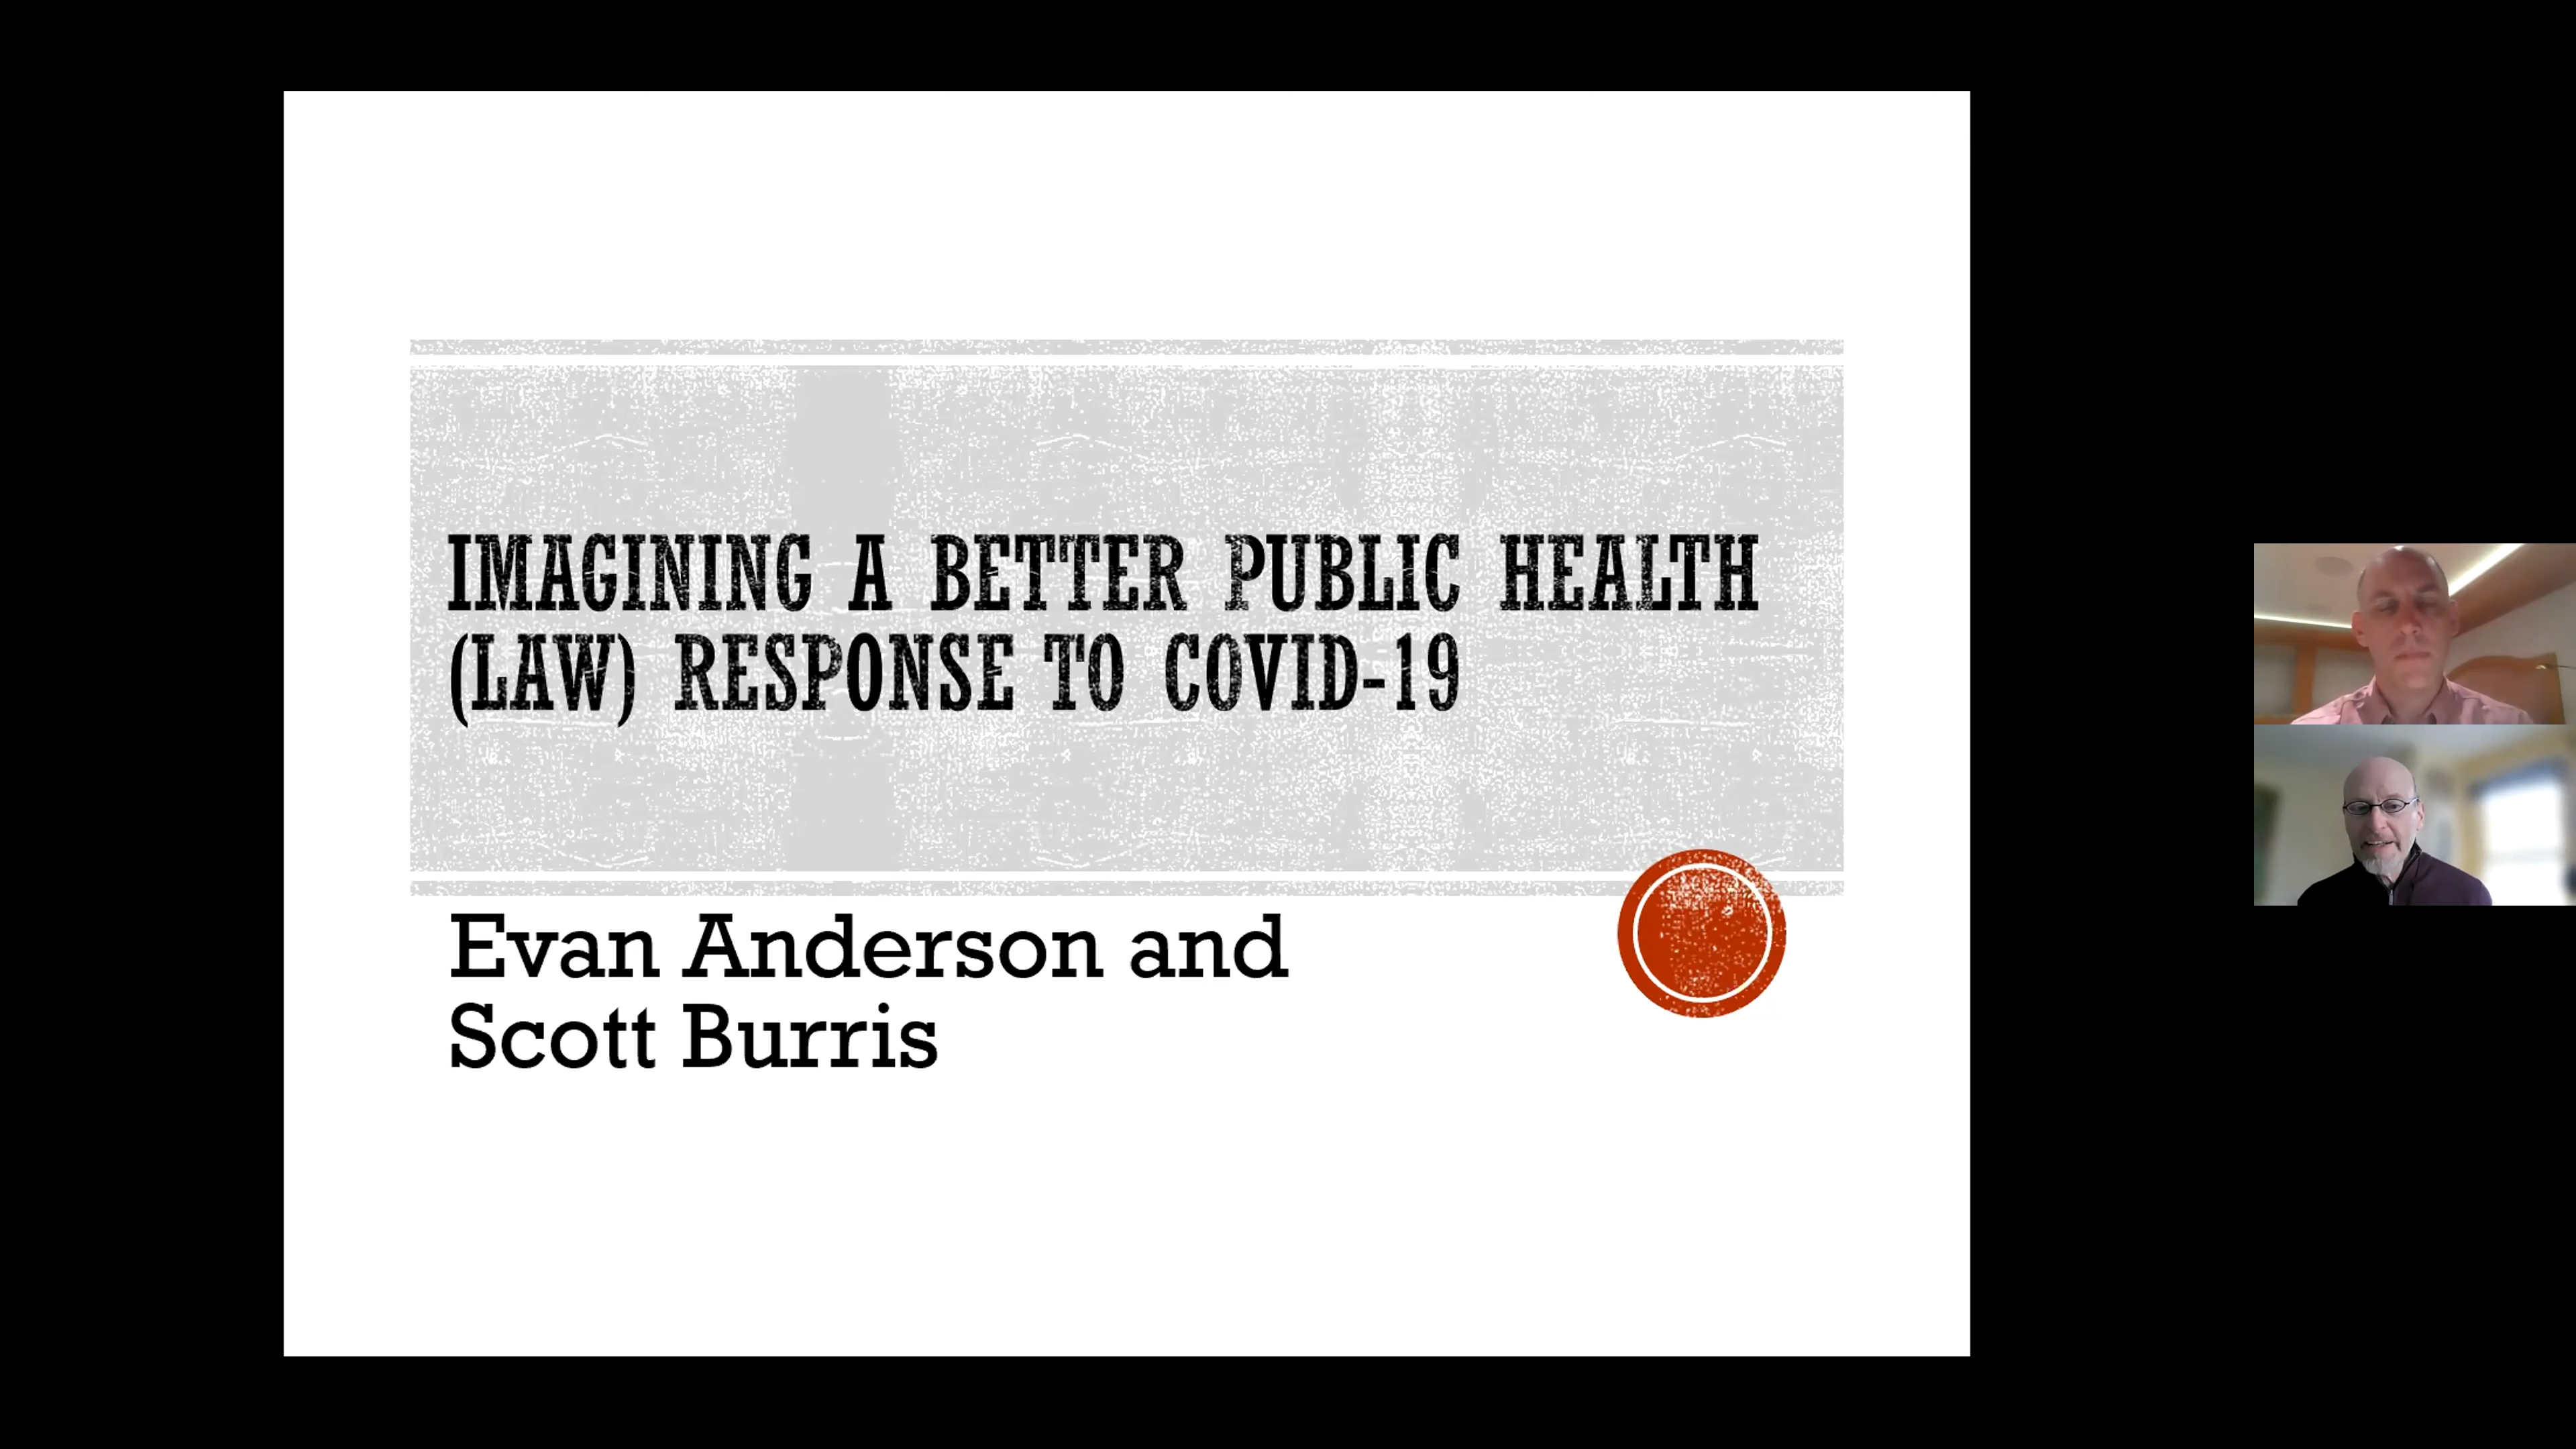 IMAGINING A BETTER PUBLIC HEALTH
(LAW) RESPONSE TO COVID-19
Evan Anderson and
Scott Burris